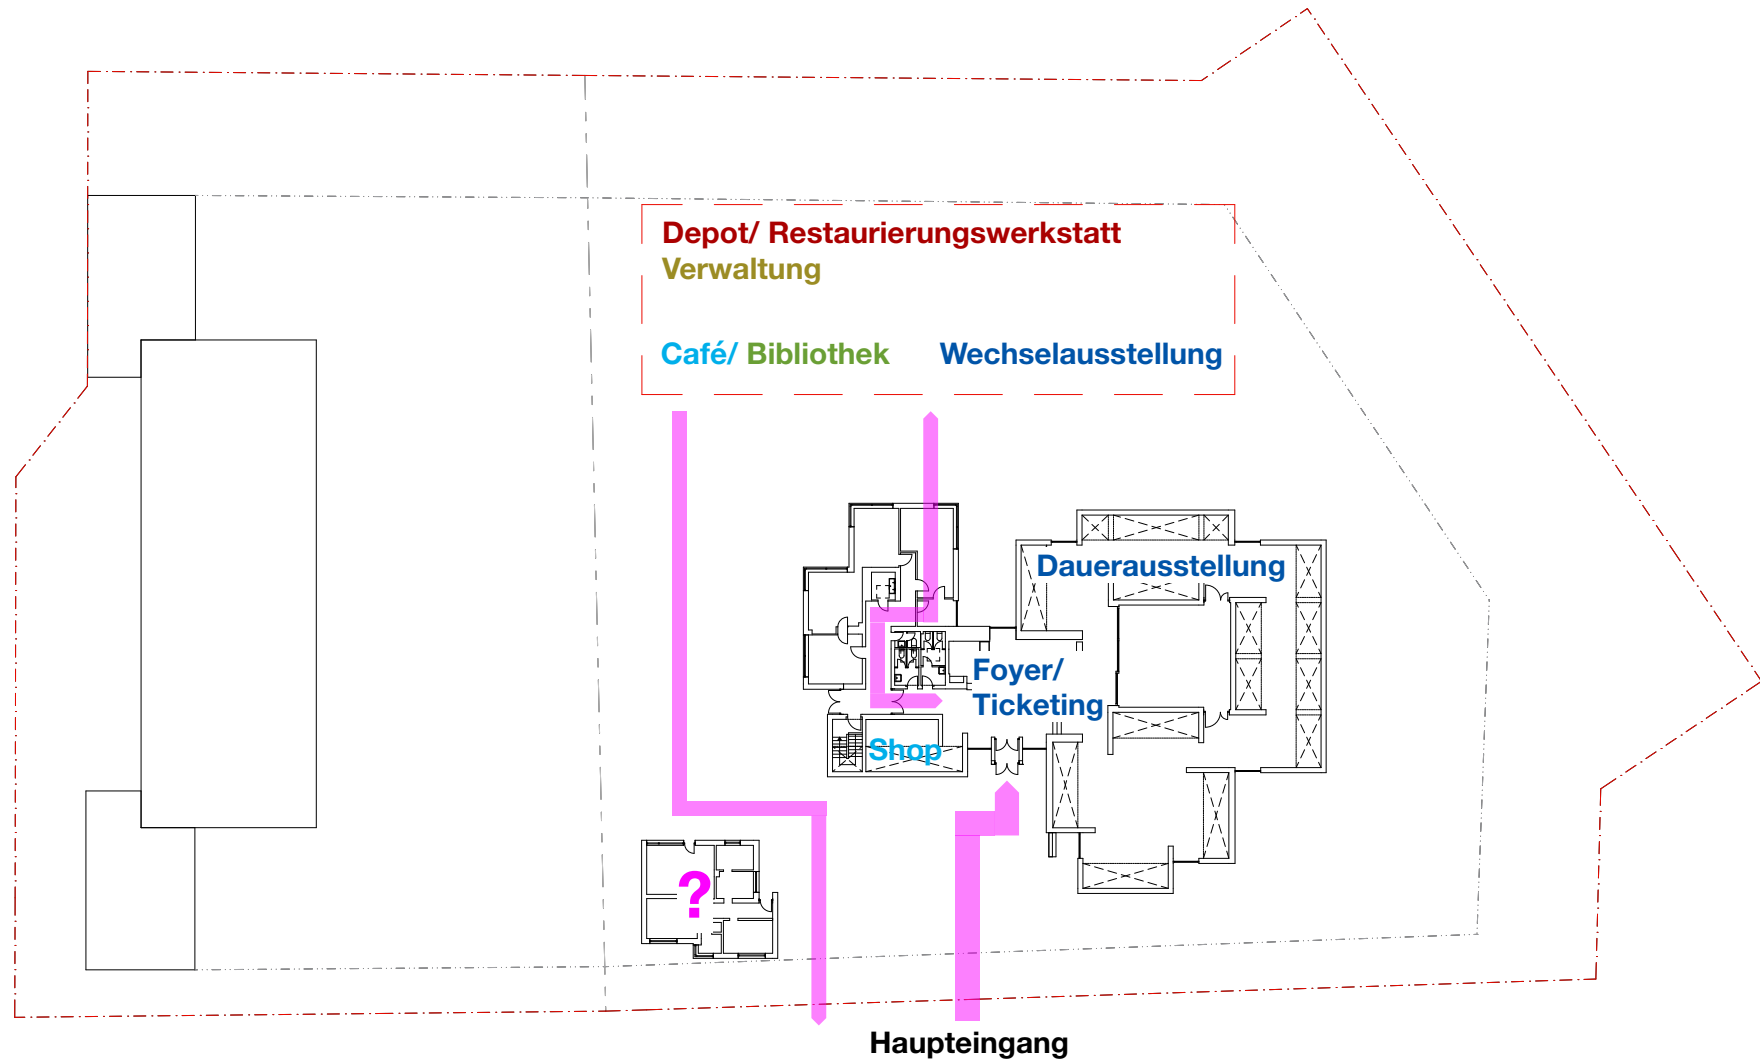 Depot/ Restaurierungswerkstatt
Verwaltung
Café/ Bibliothek
Wechselausstellung
Dauerausstellung
Foyer/
Ticketing
Shop
?
Haupteingang